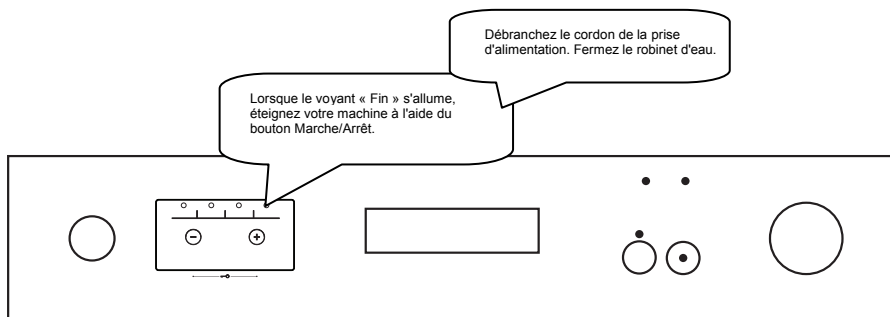 Débranchez le cordon de la prise
d'alimentation. Fermez le robinet d'eau.
Lorsque le voyant « Fin » s'allume,
éteignez votre machine à l'aide du
bouton Marche/Arrêt.